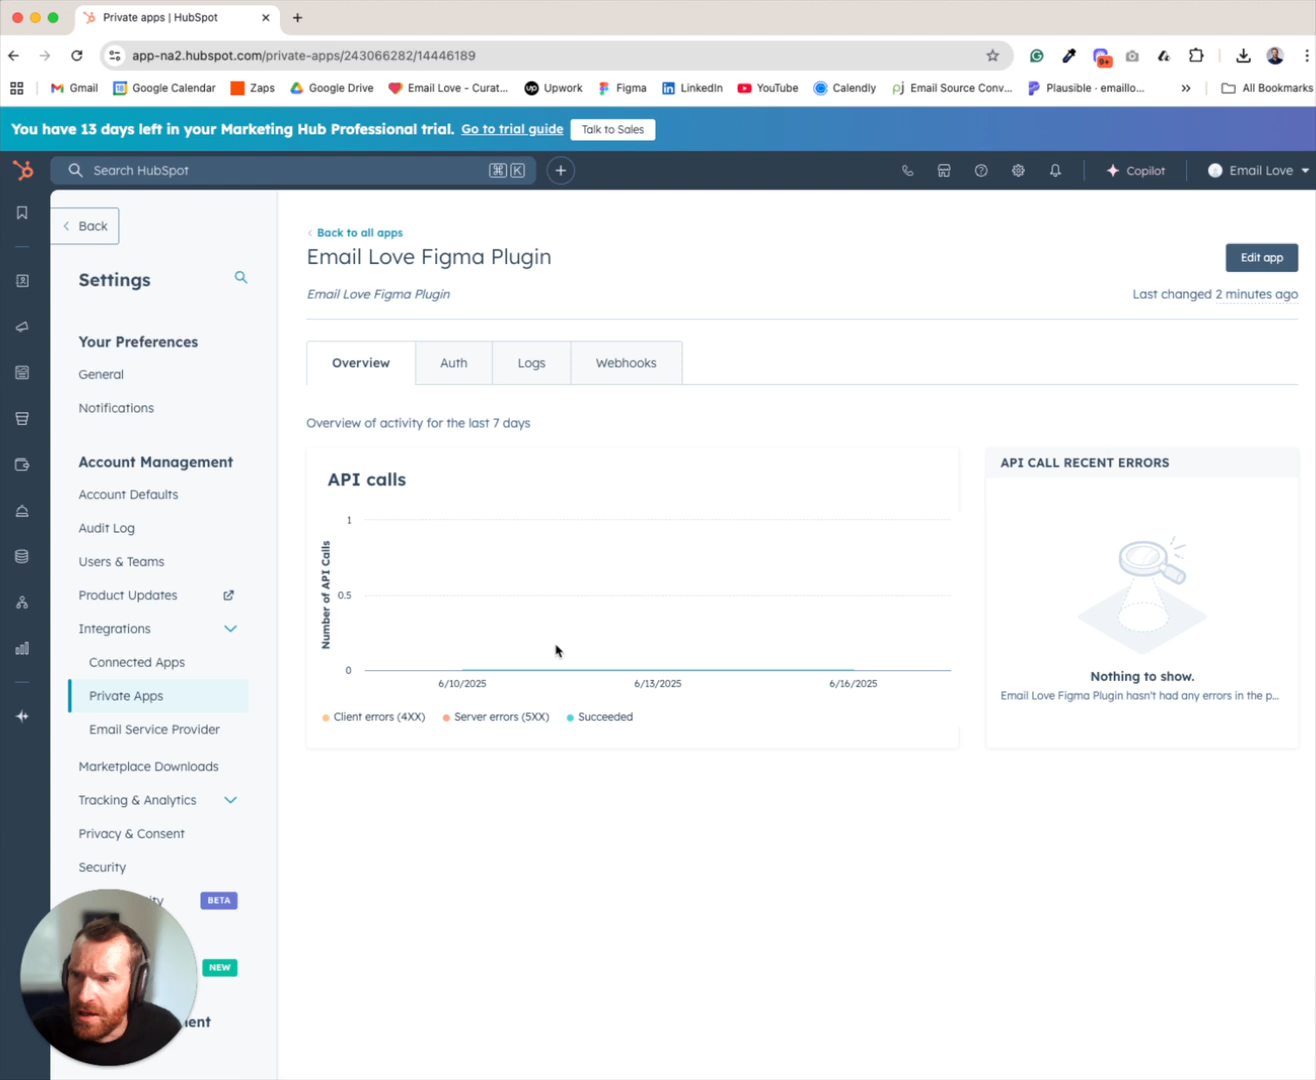 Private apps | HubSpot
app-na2.hubspot.com/private-apps/243066282/14446189
Gmail
Google Calendar
Zaps
Google Drive
Email Love - Curat...
Upwork
Figma
LinkedIn
YouTube
Calendly
Email Source Conv...
Plausible · emaillo...
»
All Bookmarks
You have 13 days left in your Marketing Hub Professional trial. Go to trial guide Talk to Sales
Search HubSpot ⌘ K
Copilot
Email Love
Back
Settings
Your Preferences
General
Notifications
Account Management
Account Defaults
Audit Log
Users & Teams
Product Updates
Integrations
Connected Apps
Private Apps
Email Service Provider
Marketplace Downloads
Tracking & Analytics
Privacy & Consent
Security
BETA
NEW
Back to all apps
Email Love Figma Plugin
Edit app
Email Love Figma Plugin
Last changed 2 minutes ago
Overview
Auth
Logs
Webhooks
Overview of activity for the last 7 days
API calls
Number of API Calls
1
0.5
0
6/10/2025
6/13/2025
6/16/2025
Client errors (4XX)
Server errors (5XX)
Succeeded
API CALL RECENT ERRORS
Nothing to show.
Email Love Figma Plugin hasn't had any errors in the p...